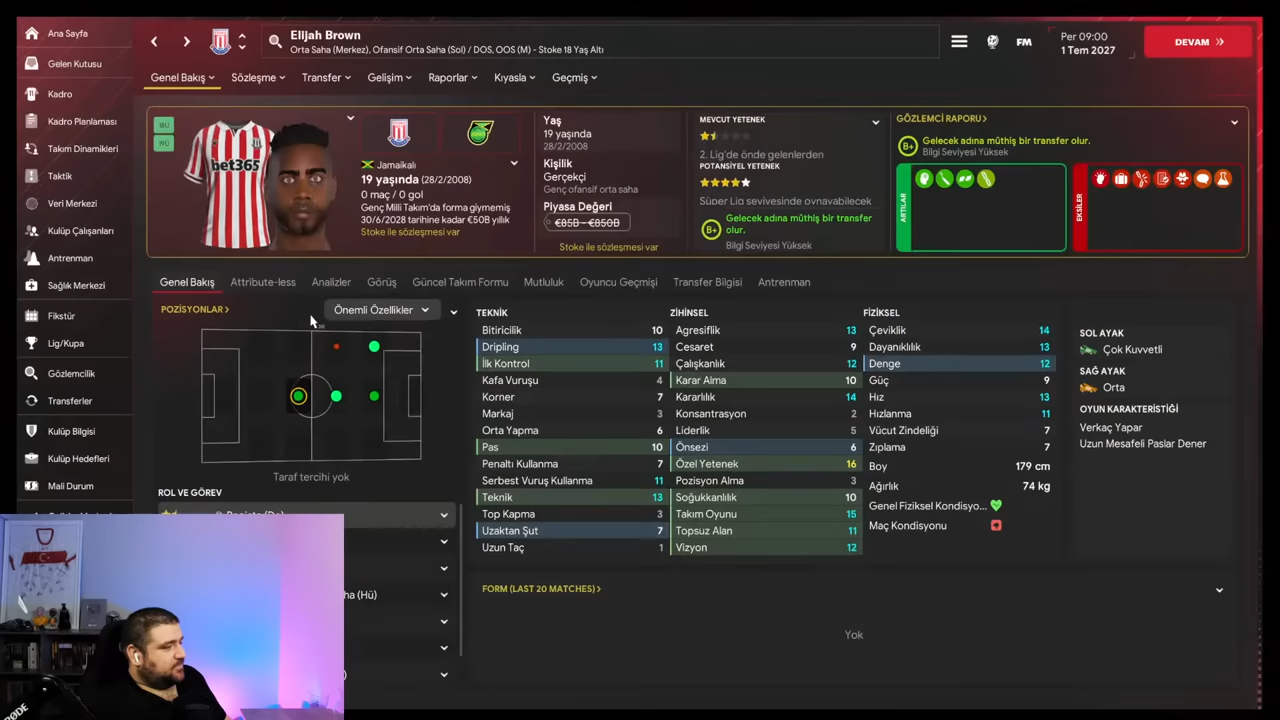 Ana Sayfa
Gelen Kutusu
Kadro
Kadro Planlaması
Takım Dinamikleri
Taktik
Veri Merkezi
Kulüp Çalışanları
Antrenman
Sağlık Merkezi
Fikstür
Lig/Kupa
Gözlemcilik
Transferler
Kulüp Bilgisi
Kulüp Hedefleri
Mali Durum
Elijah Brown
Orta Saha (Merkez), Ofansif Orta Saha (Sol) / DOS, OOS (M) - Stoke 18 Yaş Altı
FM
Per 09:00
1 Tem 2027
DEVAM
Genel Bakış
Sözleşme
Transfer
Gelişim
Raporlar
Kıyasla
Geçmiş
bet365
Jamaikalı
19 yaşında (28/2/2008)
0 maç / 0 gol
Genç Milli Takım'da forma giymemiş
30/6/2028 tarihine kadar €50B yıllık
Stoke ile sözleşmesi var
Yaş
19 yaşında
28/2/2008
Kişilik
Gerçekçi
Genç ofansif orta saha
Piyasa Değeri
€85B - €850B
Stoke ile sözleşmesi var
MEVCUT YETENEK
2. Lig'de önde gelenlerden
POTANSİYEL YETENEK
Süper Lig seviyesinde oynayabilecek
B+
Gelecek adına müthiş bir transfer olur.
Bilgi Seviyesi Yüksek
GÖZLEMCİ RAPORU
B+
Gelecek adına müthiş bir transfer olur.
Bilgi Seviyesi Yüksek
ARTILAR
EKSİLER
Genel Bakış
Attribute-less
Analizler
Görüş
Güncel Takım Formu
Mutluluk
Oyuncu Geçmişi
Transfer Bilgisi
Antrenman
POZİSYONLAR
Önemli Özellikler
Taraf tercihi yok
ROL VE GÖREV
ha (Hü)
TEKNİK
Bitiricilik 10
Dripling 13
İlk Kontrol 11
Kafa Vuruşu 4
Korner 7
Markaj 3
Orta Yapma 6
Pas 10
Penaltı Kullanma 7
Serbest Vuruş Kullanma 11
Teknik 13
Top Kapma 3
Uzaktan Şut 7
Uzun Taç 1
ZİHİNSEL
Agresiflik 13
Cesaret 9
Çalışkanlık 12
Karar Alma 10
Kararlılık 14
Konsantrasyon 2
Liderlik 5
Önsezi 6
Özel Yetenek 16
Pozisyon Alma 3
Soğukkanlılık 10
Takım Oyunu 15
Topsuz Alan 11
Vizyon 12
FİZİKSEL
Çeviklik 14
Dayanıklılık 13
Denge 12
Güç 9
Hız 13
Hızlanma 11
Vücut Zindeliği 7
Zıplama 7
Boy 179 cm
Ağırlık 74 kg
Genel Fiziksel Kondisyo...
Maç Kondisyonu
SOL AYAK
Çok Kuvvetli
SAĞ AYAK
Orta
OYUN KARAKTERİSTİĞİ
Verkaç Yapar
Uzun Mesafeli Paslar Dener
FORM (LAST 20 MATCHES)
Yok
RØDE